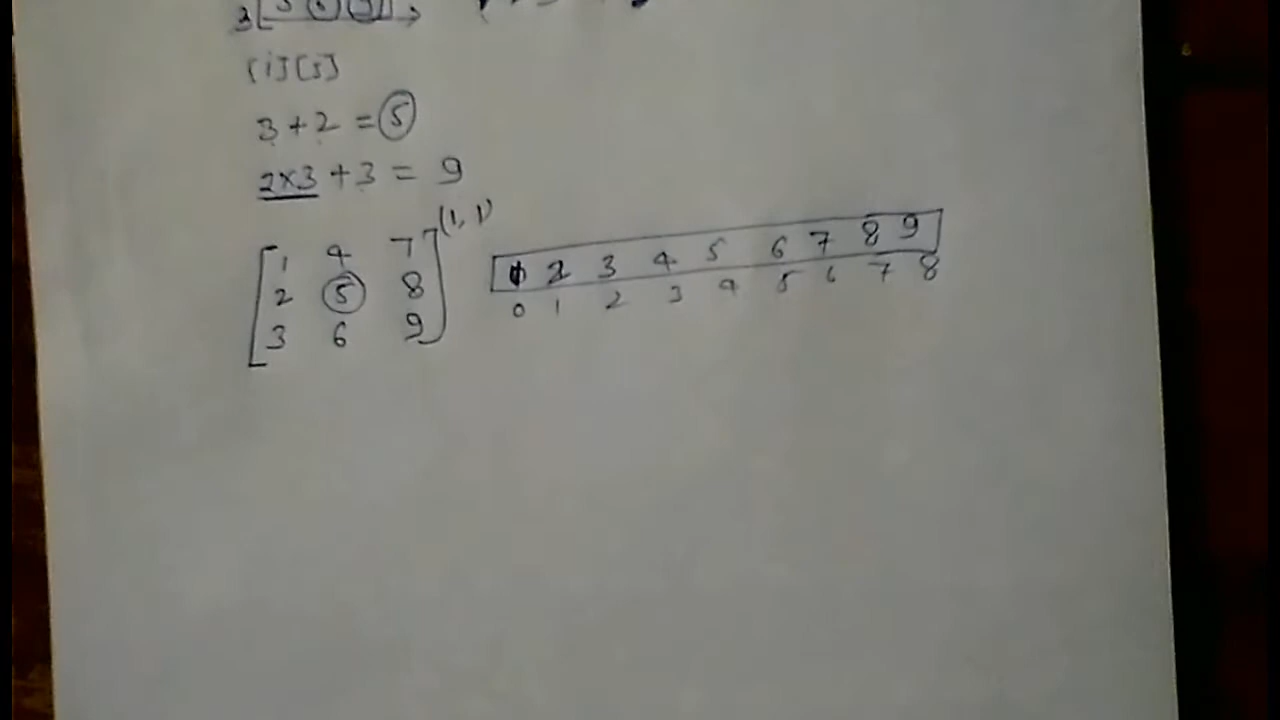 [i][j]
3+2 = 5
2×3 +3 = 9
(1, 1)
1 4 7
2 5 8
3 6 9
1 2 3 4 5 6 7 8 9
0 1 2 3 4 5 6 7 8